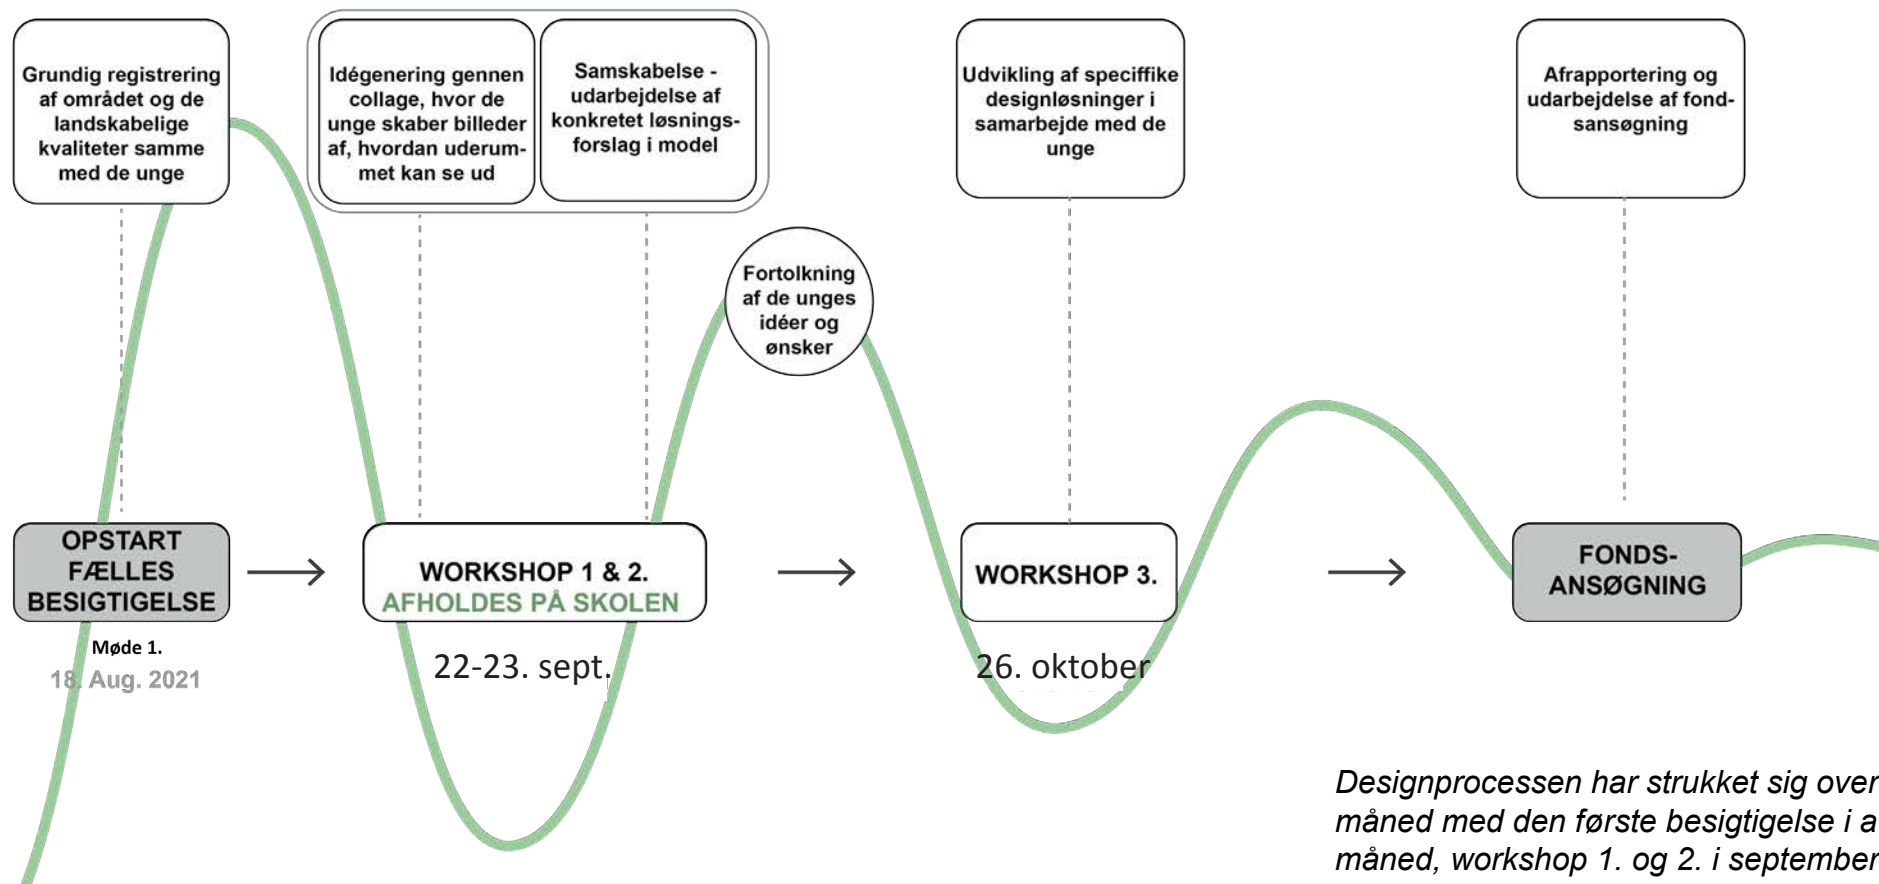 Grundig registrering
af området og de
landskabelige
kvaliteter samme
med de unge
Idégenering gennen
collage, hvor de
unge skaber billeder
af, hvordan uderum-
met kan se ud
Samskabelse -
udarbejdelse af
konkretet løsnings-
forslag i model
Fortolkning
af de unges
idéer og
ønsker
Udvikling af speciffike
designløsninger i
samarbejde med de
unge
Afrapportering og
udarbejdelse af fond-
sansøgning
OPSTART
FÆLLES
BESIGTIGELSE
Møde 1.
18. Aug. 2021
WORKSHOP 1 & 2.
AFHOLDES PÅ SKOLEN
22-23. sept.
WORKSHOP 3.
26. oktober
FONDS-
ANSØGNING
Designprocessen har strukket sig over
måned med den første besigtigelse i a
måned, workshop 1. og 2. i september